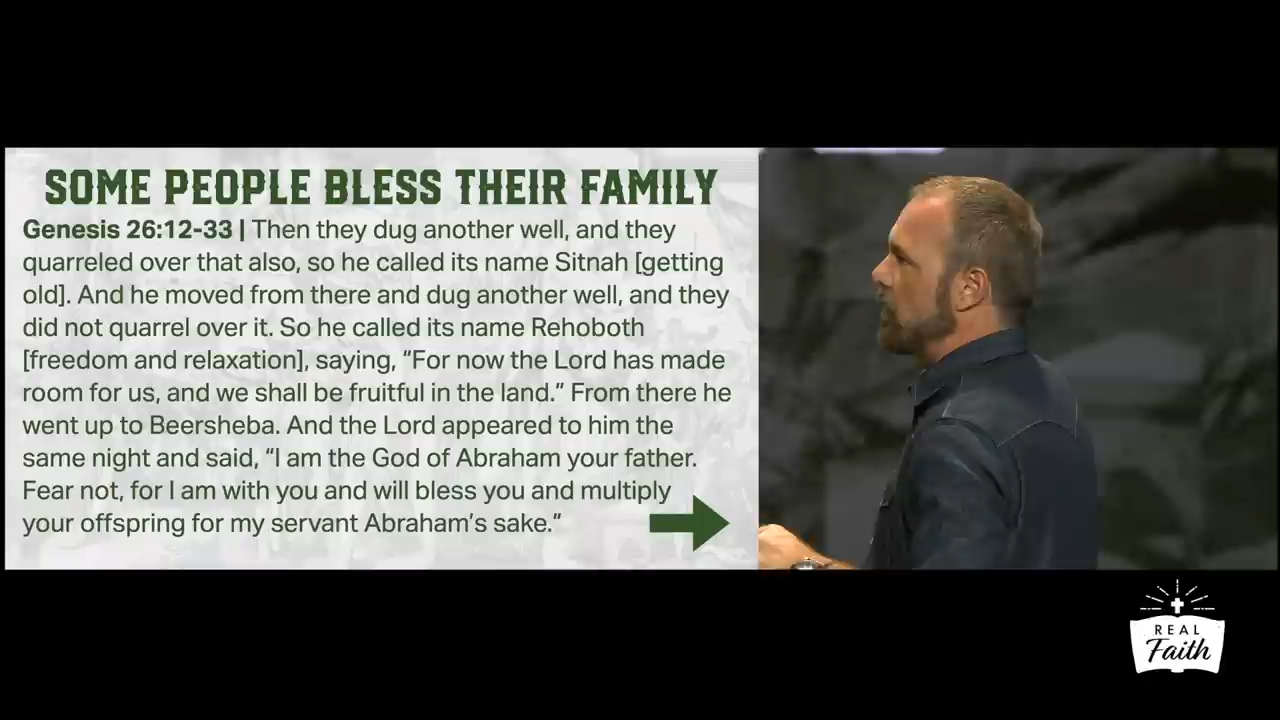 SOME PEOPLE BLESS THEIR FAMILY
Genesis 26:12-33 | Then they dug another well, and they
quarreled over that also, so he called its name Sitnah [getting
old]. And he moved from there and dug another well, and they
did not quarrel over it. So he called its name Rehoboth
[freedom and relaxation], saying, “For now the Lord has made
room for us, and we shall be fruitful in the land.” From there he
went up to Beersheba. And the Lord appeared to him the
same night and said, “I am the God of Abraham your father.
Fear not, for I am with you and will bless you and multiply
your offspring for my servant Abraham’s sake.”
REAL
Faith